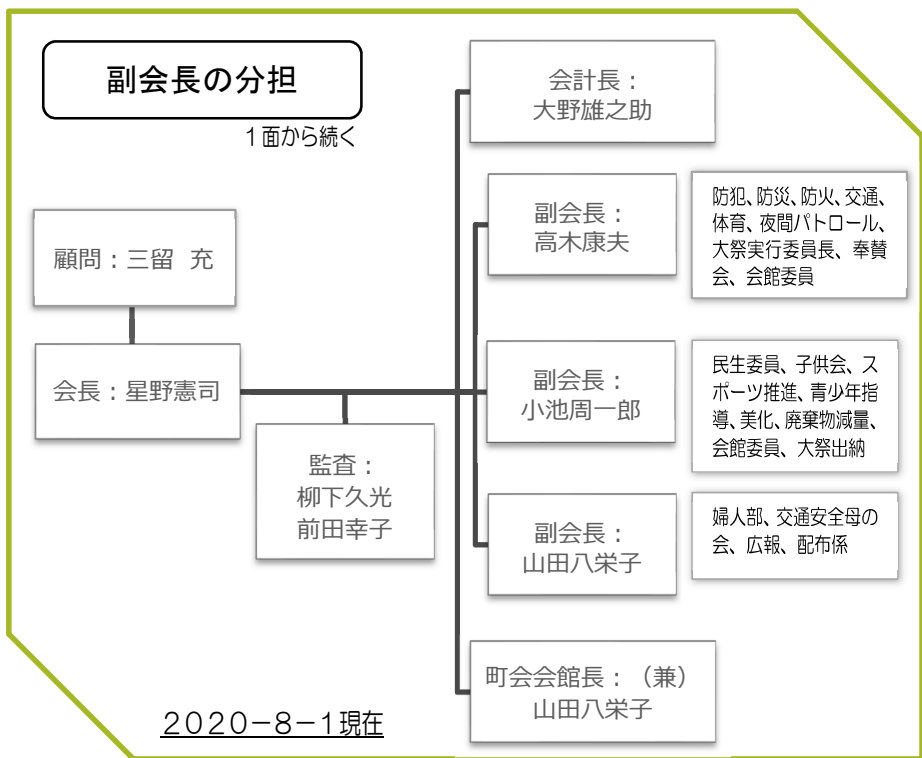 副会長の分担
1面から続く
顧問：三留 充
会長：星野憲司
監査：
柳下久光
前田幸子
会計長：
大野雄之助
副会長：
高木康夫
防犯、防災、防火、交通、
体育、夜間パトロール、
大祭実行委員長、奉賛
会、会館委員
副会長：
小池周一郎
民生委員、子供会、ス
ポーツ推進、青少年指
導、美化、廃棄物減量、
会館委員、大祭出納
副会長：
山田八栄子
婦人部、交通安全母の
会、広報、配布係
町会会館長：（兼）
山田八栄子
２０２０－８－１現在